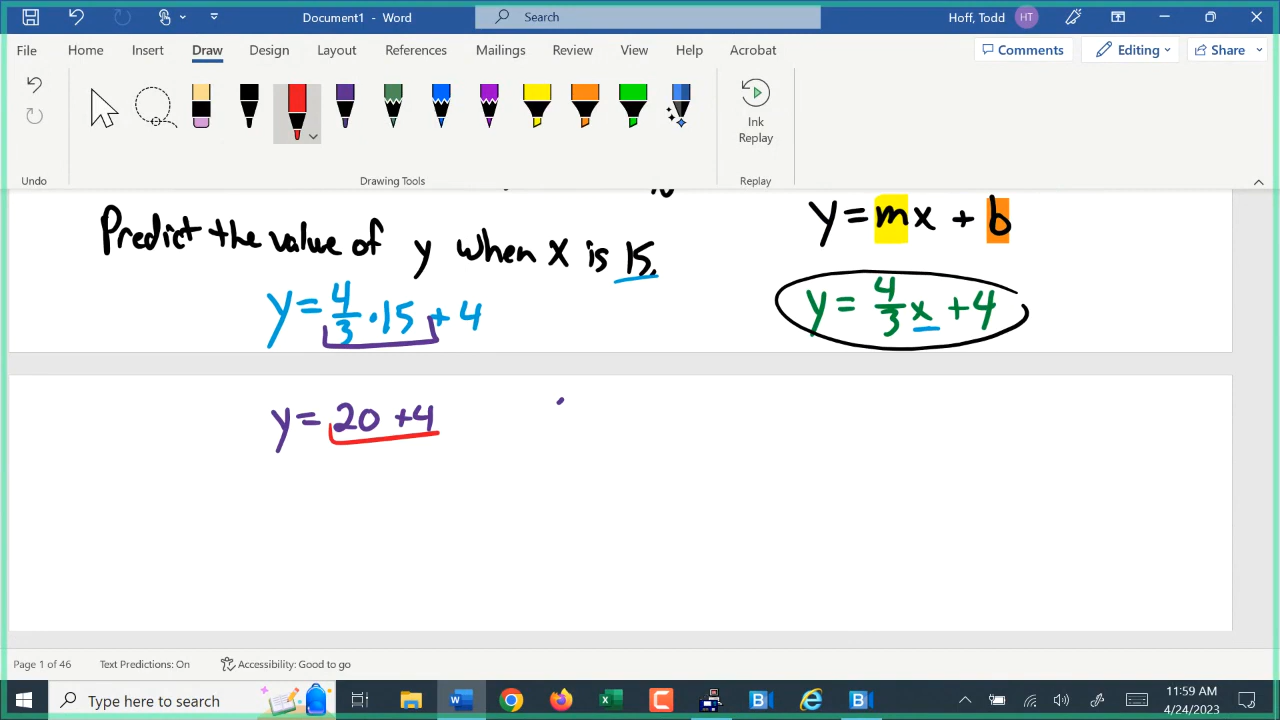 Document1 - Word
Search
Hoff, Todd
HT
File
Home
Insert
Draw
Design
Layout
References
Mailings
Review
View
Help
Acrobat
Comments
Editing
Share
Ink
Replay
Undo
Drawing Tools
Replay
Predict the value of y when x is 15.
y = mx + b
y = 4/3 · 15 + 4
y = 4/3 x + 4
y = 20 + 4
Page 1 of 46
Text Predictions: On
Accessibility: Good to go
Type here to search
11:59 AM
4/24/2023